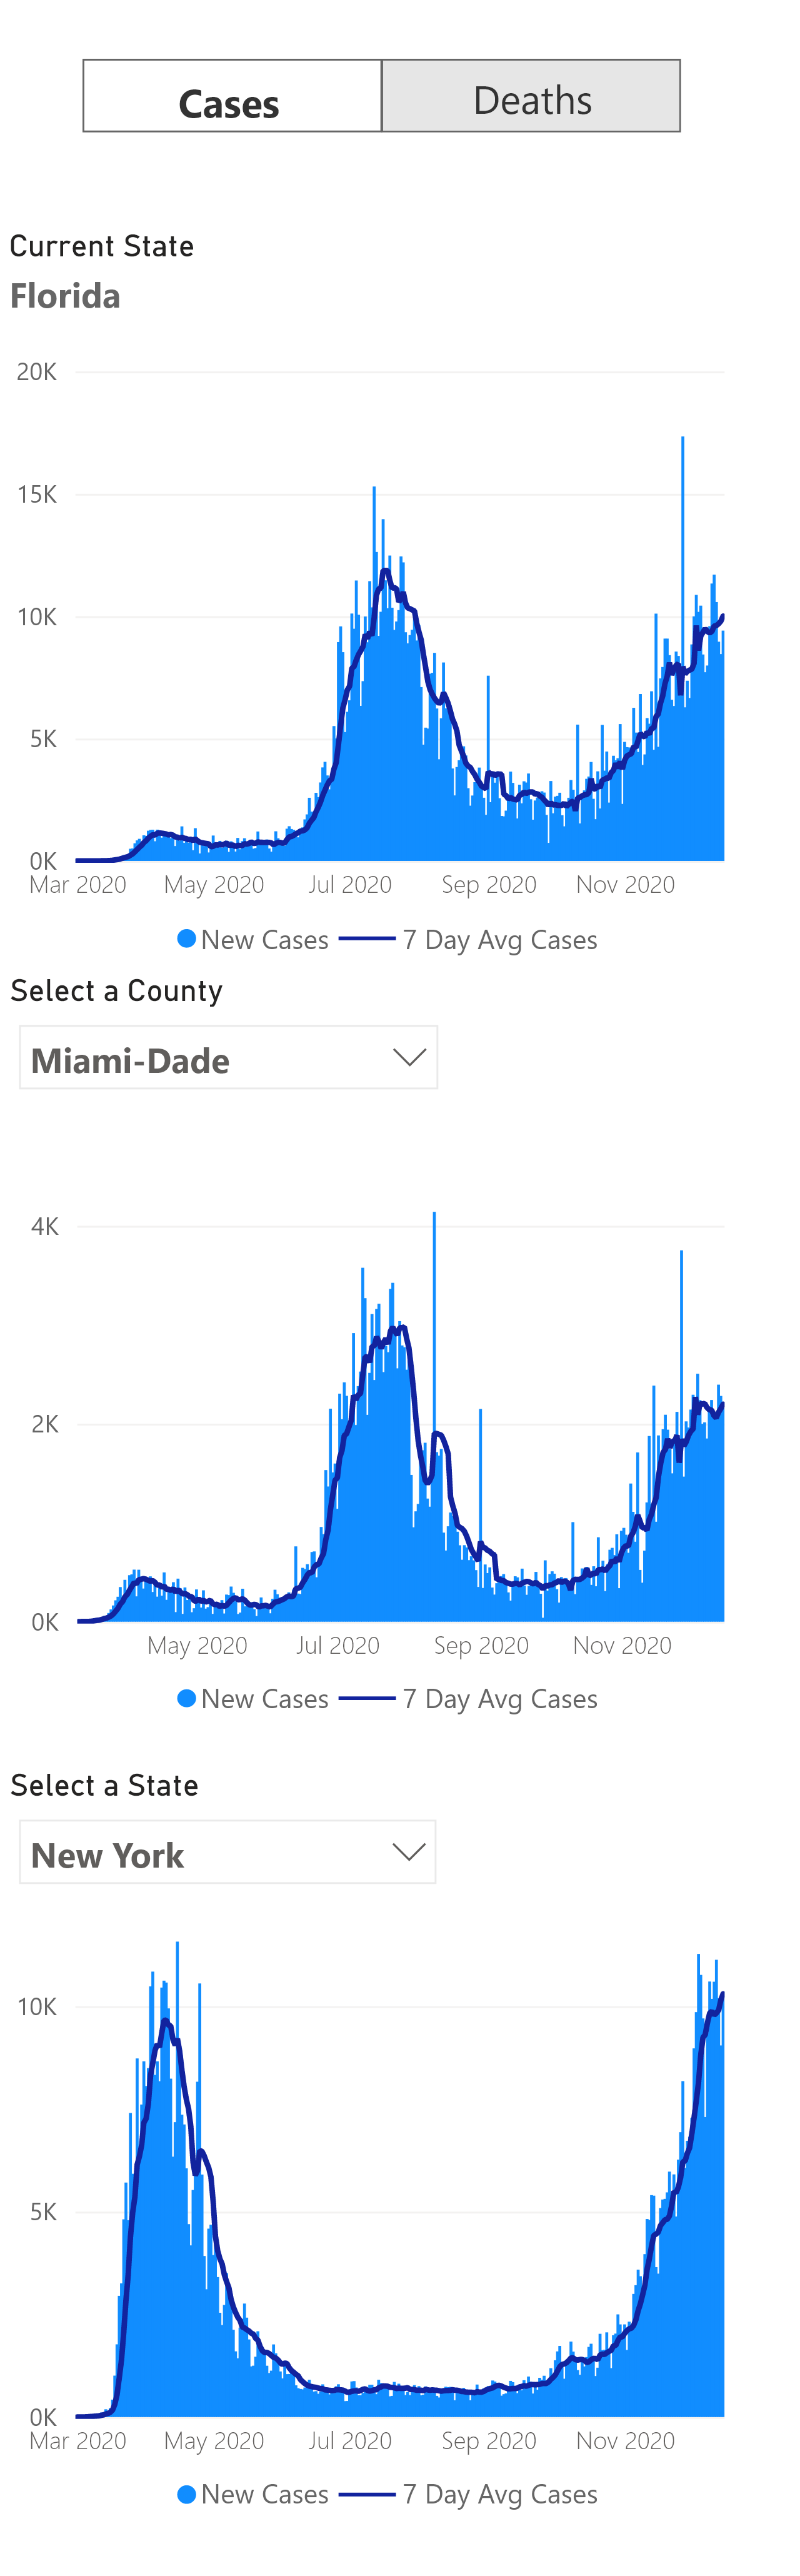 Cases Deaths
Current State
Florida
20K
15K
10K
5K
0K
Mar 2020 May 2020 Jul 2020 Sep 2020 Nov 2020
New Cases 7 Day Avg Cases
Select a County
Miami-Dade
4K
2K
0K
May 2020 Jul 2020 Sep 2020 Nov 2020
New Cases 7 Day Avg Cases
Select a State
New York
10K
5K
0K
Mar 2020 May 2020 Jul 2020 Sep 2020 Nov 2020
New Cases 7 Day Avg Cases